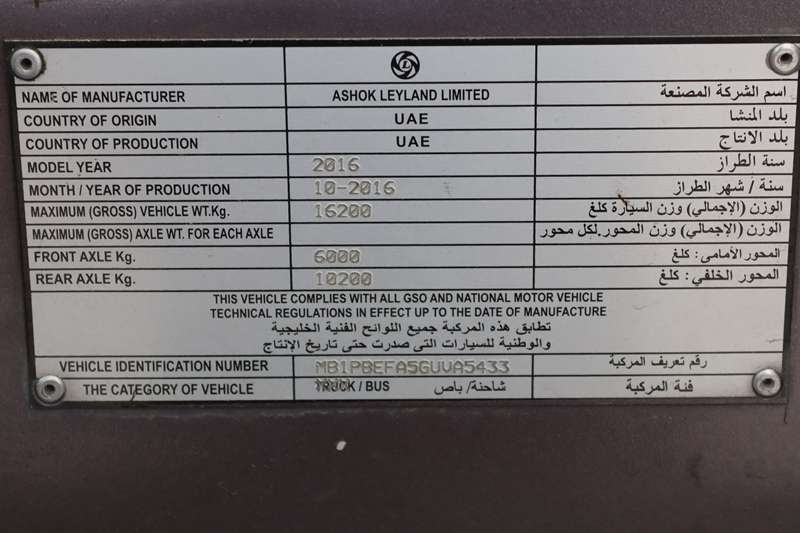 L
NAME OF MANUFACTURER ASHOK LEYLAND LIMITED اسم الشركة المصنعة
COUNTRY OF ORIGIN UAE بلد المنشا
COUNTRY OF PRODUCTION UAE بلد الانتاج
MODEL YEAR 2016 سنة الطراز
MONTH / YEAR OF PRODUCTION 10-2016 سنة / شهر الطراز
MAXIMUM (GROSS) VEHICLE WT.Kg. 16200 الوزن (الإجمالي) وزن السيارة كلغ
MAXIMUM (GROSS) AXLE WT. FOR EACH AXLE الوزن (الإجمالي) وزن المحور.لكل محور
FRONT AXLE Kg. 6000 المحور الأمامى: كلغ
REAR AXLE Kg. 10200 المحور الخلفي: كلغ
THIS VEHICLE COMPLIES WITH ALL GSO AND NATIONAL MOTOR VEHICLE
TECHNICAL REGULATIONS IN EFFECT UP TO THE DATE OF MANUFACTURE
تطابق هذه المركبة جميع اللوائح الفنية الخليجية
والوطنية للسيارات التى صدرت حتى تاريخ الإنتاج
VEHICLE IDENTIFICATION NUMBER MB1PBEFA5GUVA5433 رقم تعريف المركبة
THE CATEGORY OF VEHICLE TRUCK / BUS شاحنة/ باص فئة المركبة